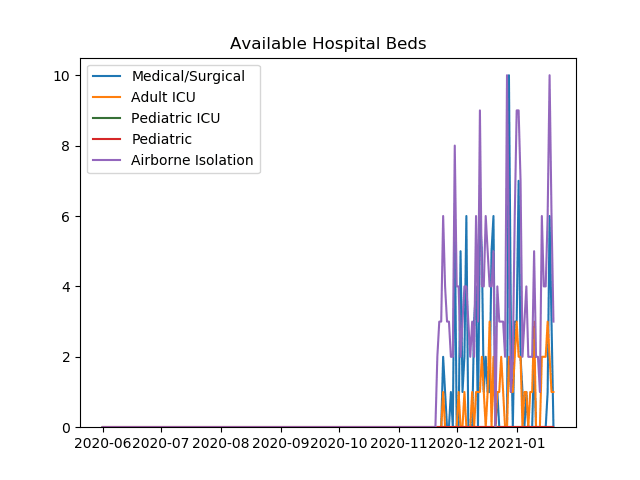 Available Hospital Beds
10
8
6
4
2
0
Medical/Surgical
Adult ICU
Pediatric ICU
Pediatric
Airborne Isolation
2020-06 2020-07 2020-08 2020-09 2020-10 2020-11 2020-12 2021-01